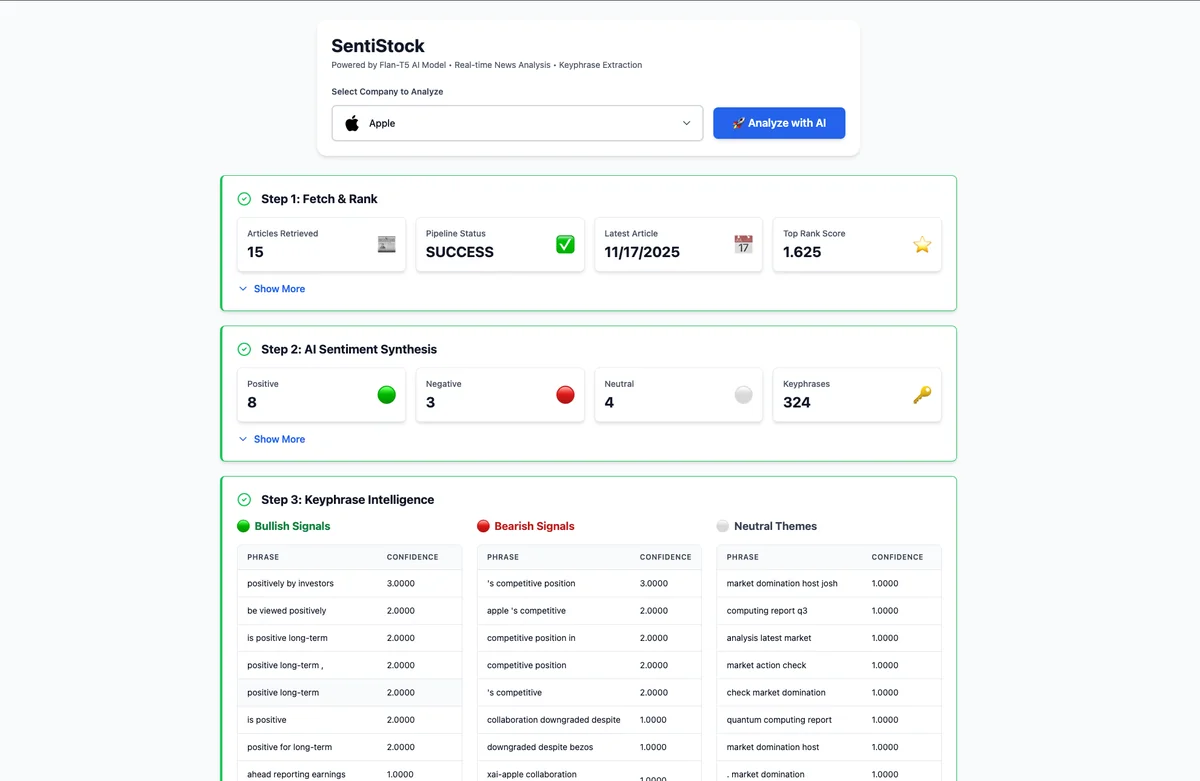 SentiStock
Powered by Flan-T5 AI Model • Real-time News Analysis • Keyphrase Extraction
Select Company to Analyze
Apple
🚀 Analyze with AI
Step 1: Fetch & Rank
Articles Retrieved
15
Pipeline Status
SUCCESS
Latest Article
11/17/2025
17
Top Rank Score
1.625
Show More
Step 2: AI Sentiment Synthesis
Positive
8
Negative
3
Neutral
4
Keyphrases
324
Show More
Step 3: Keyphrase Intelligence
Bullish Signals
PHRASE CONFIDENCE
positively by investors 3.0000
be viewed positively 2.0000
is positive long-term 2.0000
positive long-term , 2.0000
positive long-term 2.0000
is positive 2.0000
positive for long-term 2.0000
ahead reporting earnings 1.0000
Bearish Signals
PHRASE CONFIDENCE
's competitive position 3.0000
apple 's competitive 2.0000
competitive position in 2.0000
competitive position 2.0000
's competitive 2.0000
collaboration downgraded despite 1.0000
downgraded despite bezos 1.0000
xai-apple collaboration 1.0000
Neutral Themes
PHRASE CONFIDENCE
market domination host josh 1.0000
computing report q3 1.0000
analysis latest market 1.0000
market action check 1.0000
check market domination 1.0000
quantum computing report 1.0000
market domination host 1.0000
. market domination 1.0000